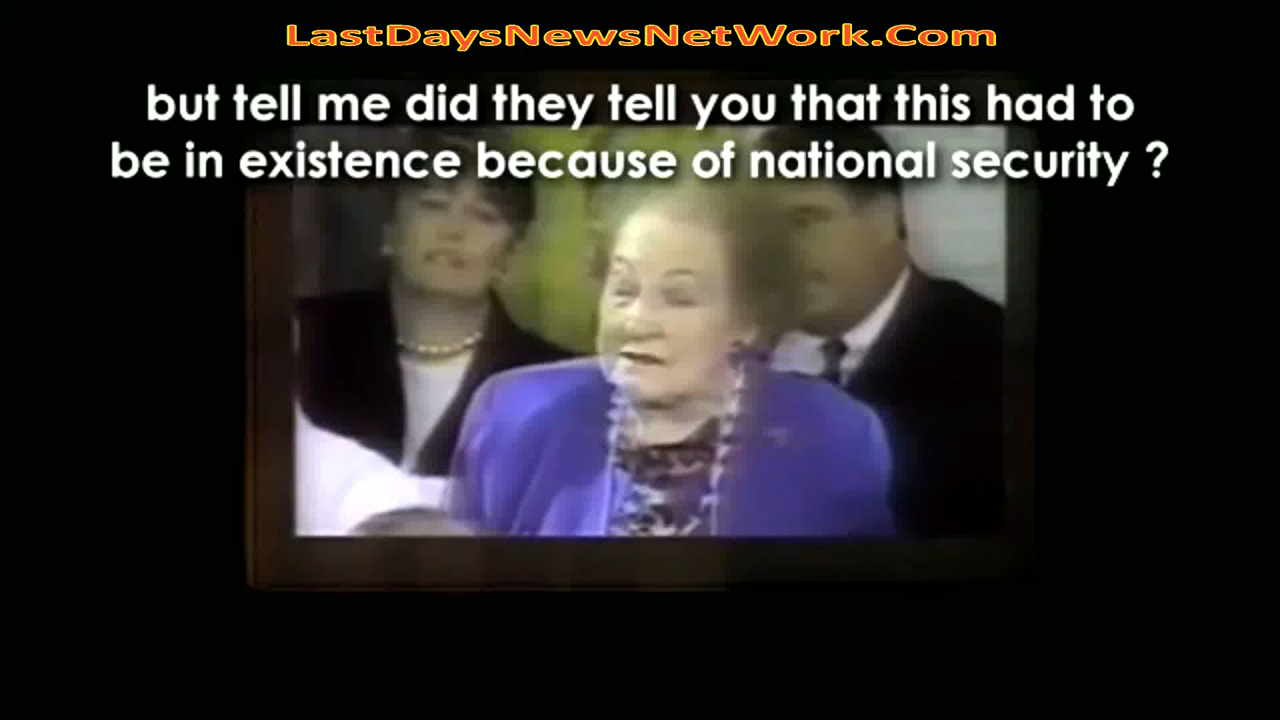 LastDaysNewsNetWork.Com
but tell me did they tell you that this had to
be in existence because of national security ?